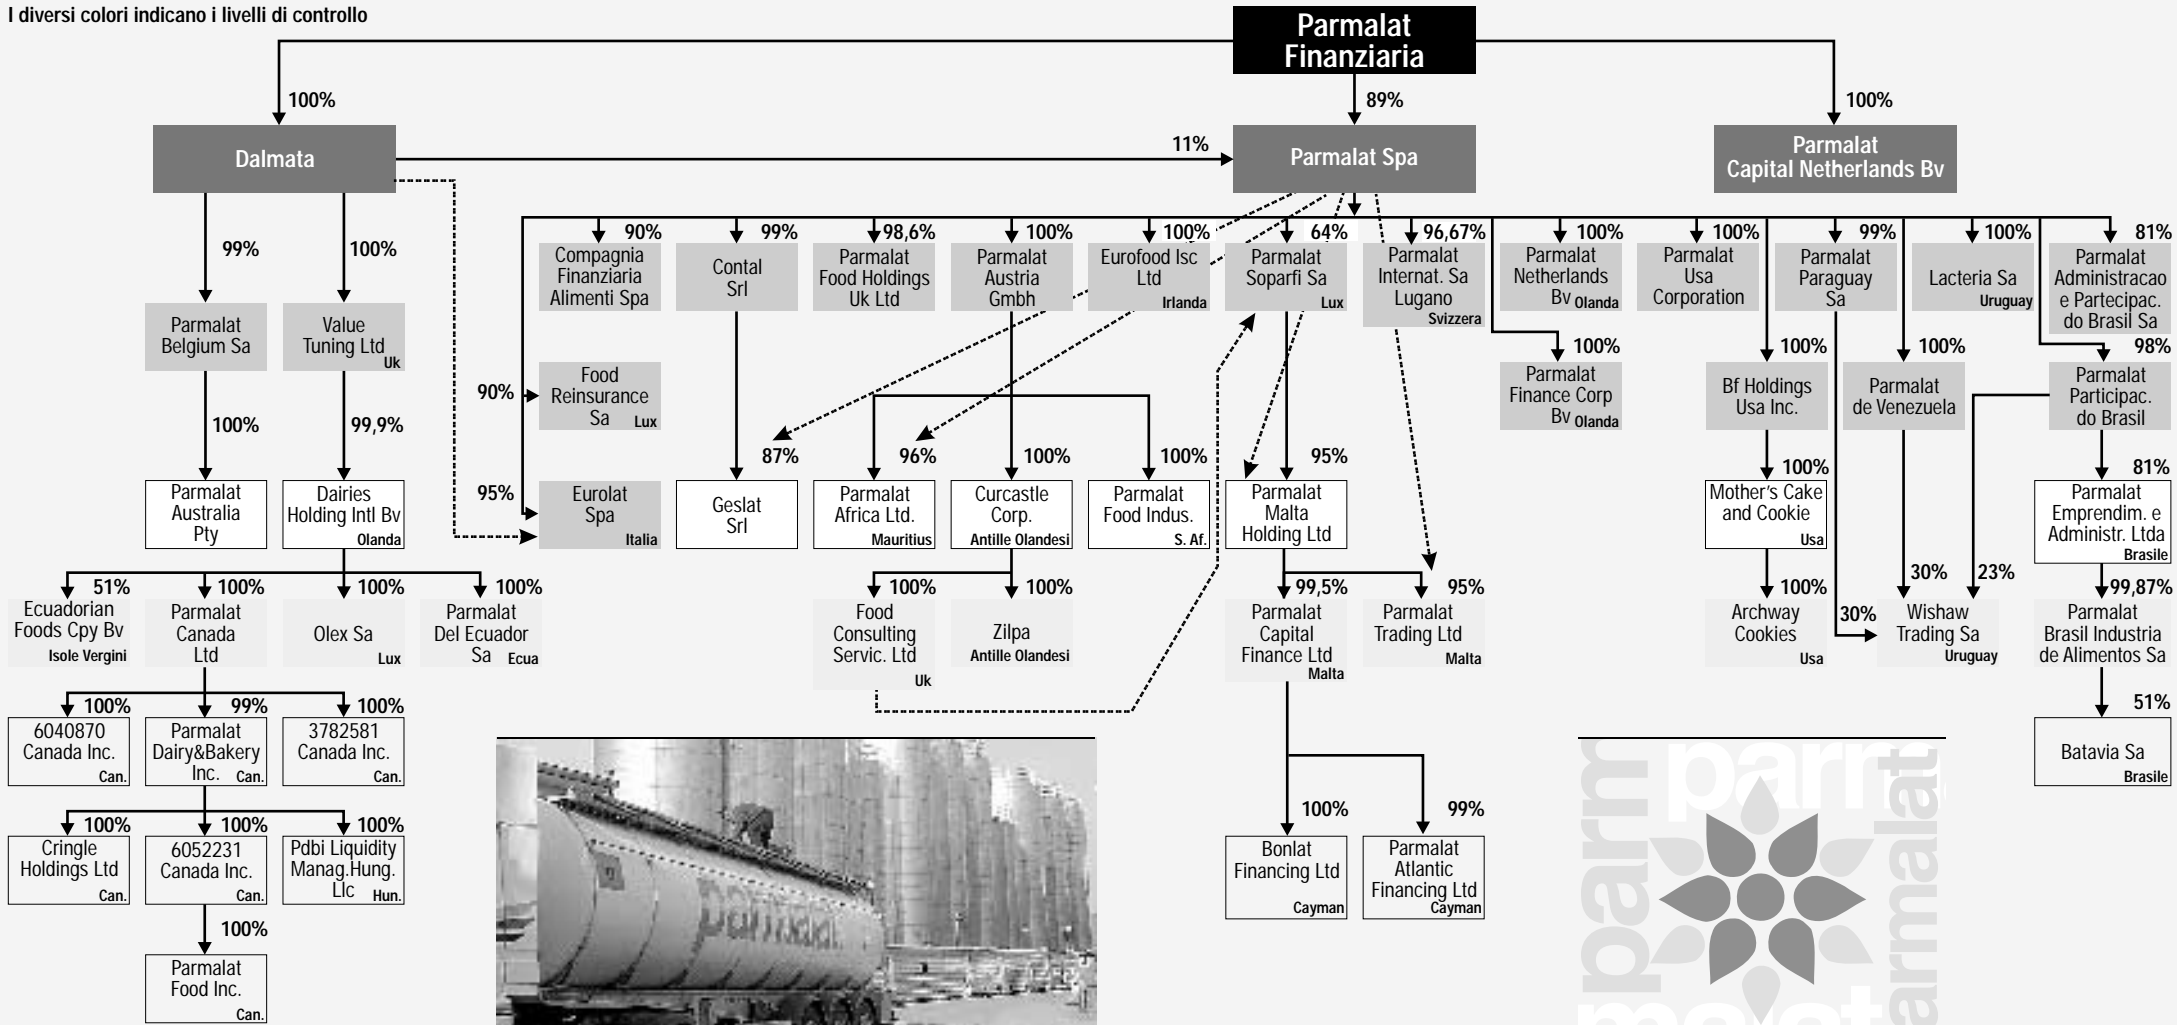 I diversi colori indicano i livelli di controllo
Parmalat
Finanziaria
100%
89%
100%
Dalmata
11%
Parmalat Spa
Parmalat
Capital Netherlands Bv
99%
100%
90%
99%
98,6%
100%
100%
64%
96,67%
100%
100%
99%
100%
81%
Compagnia
Finanziaria
Alimenti Spa
Contal
Srl
Parmalat
Food Holdings
Uk Ltd
Parmalat
Austria
Gmbh
Eurofood Isc
Ltd
Irlanda
Parmalat
Soparfi Sa
Lux
Parmalat
Internat. Sa
Lugano
Svizzera
Parmalat
Netherlands
Bv Olanda
Parmalat
Usa
Corporation
Parmalat
Paraguay
Sa
Lacteria Sa
Uruguay
Parmalat
Administracao
e Partecipac.
do Brasil Sa
Parmalat
Belgium Sa
Value
Tuning Ltd
Uk
90%
Food
Reinsurance
Sa Lux
100%
Parmalat
Finance Corp
Bv Olanda
100%
Bf Holdings
Usa Inc.
100%
Parmalat
de Venezuela
98%
Parmalat
Participac.
do Brasil
100%
99,9%
95%
87%
96%
100%
100%
95%
100%
81%
Parmalat
Australia
Pty
Dairies
Holding Intl Bv
Olanda
Eurolat
Spa
Italia
Geslat
Srl
Parmalat
Africa Ltd.
Mauritius
Curcastle
Corp.
Antille Olandesi
Parmalat
Food Indus.
S. Af.
Parmalat
Malta
Holding Ltd
Mother's Cake
and Cookie
Usa
Parmalat
Emprendim. e
Administr. Ltda
Brasile
51%
100%
100%
100%
100%
100%
99,5%
95%
100%
30%
23%
30%
99,87%
Ecuadorian
Foods Cpy Bv
Isole Vergini
Parmalat
Canada
Ltd
Olex Sa
Lux
Parmalat
Del Ecuador
Sa Ecua
Food
Consulting
Servic. Ltd
Uk
Zilpa
Antille Olandesi
Parmalat
Capital
Finance Ltd
Malta
Parmalat
Trading Ltd
Malta
Archway
Cookies
Usa
Wishaw
Trading Sa
Uruguay
Parmalat
Brasil Industria
de Alimentos Sa
100%
99%
100%
51%
6040870
Canada Inc.
Can.
Parmalat
Dairy&Bakery
Inc. Can.
3782581
Canada Inc.
Can.
Batavia Sa
Brasile
100%
100%
100%
100%
99%
Cringle
Holdings Ltd
Can.
6052231
Canada Inc.
Can.
Pdbi Liquidity
Manag.Hung.
Llc Hun.
Bonlat
Financing Ltd
Cayman
Parmalat
Atlantic
Financing Ltd
Cayman
100%
Parmalat
Food Inc.
Can.
parmalat
parm
parm
parm
malat
armalat